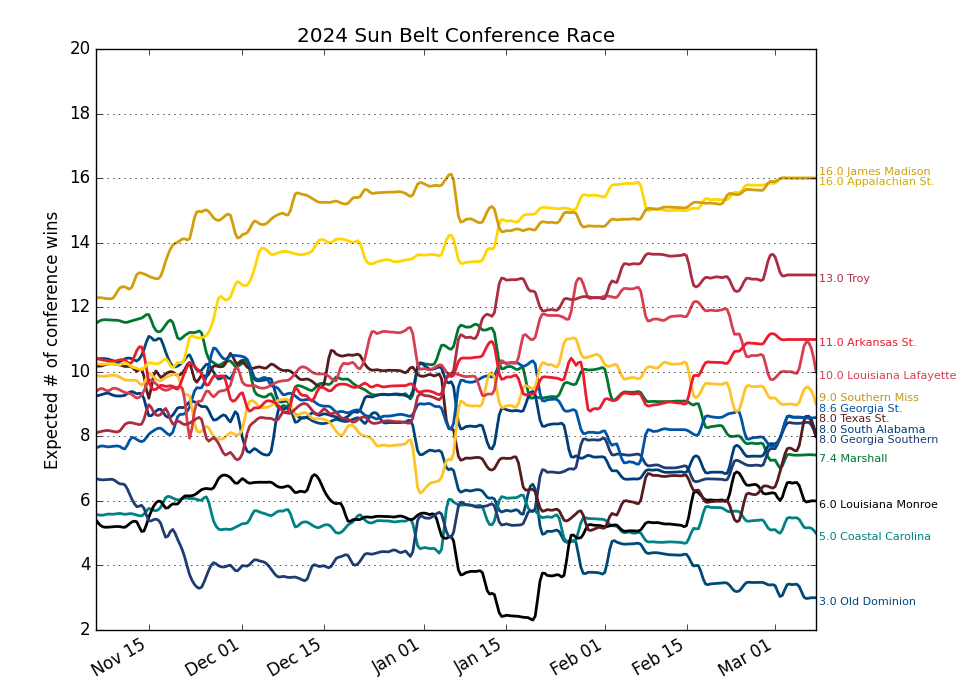 2024 Sun Belt Conference Race
Expected # of conference wins
20
18
16
14
12
10
8
6
4
2
Nov 15
Dec 01
Dec 15
Jan 01
Jan 15
Feb 01
Feb 15
Mar 01
16.0 James Madison
16.0 Appalachian St.
13.0 Troy
11.0 Arkansas St.
10.0 Louisiana Lafayette
9.0 Southern Miss
8.6 Georgia St.
8.0 Texas St.
8.0 South Alabama
8.0 Georgia Southern
7.4 Marshall
6.0 Louisiana Monroe
5.0 Coastal Carolina
3.0 Old Dominion